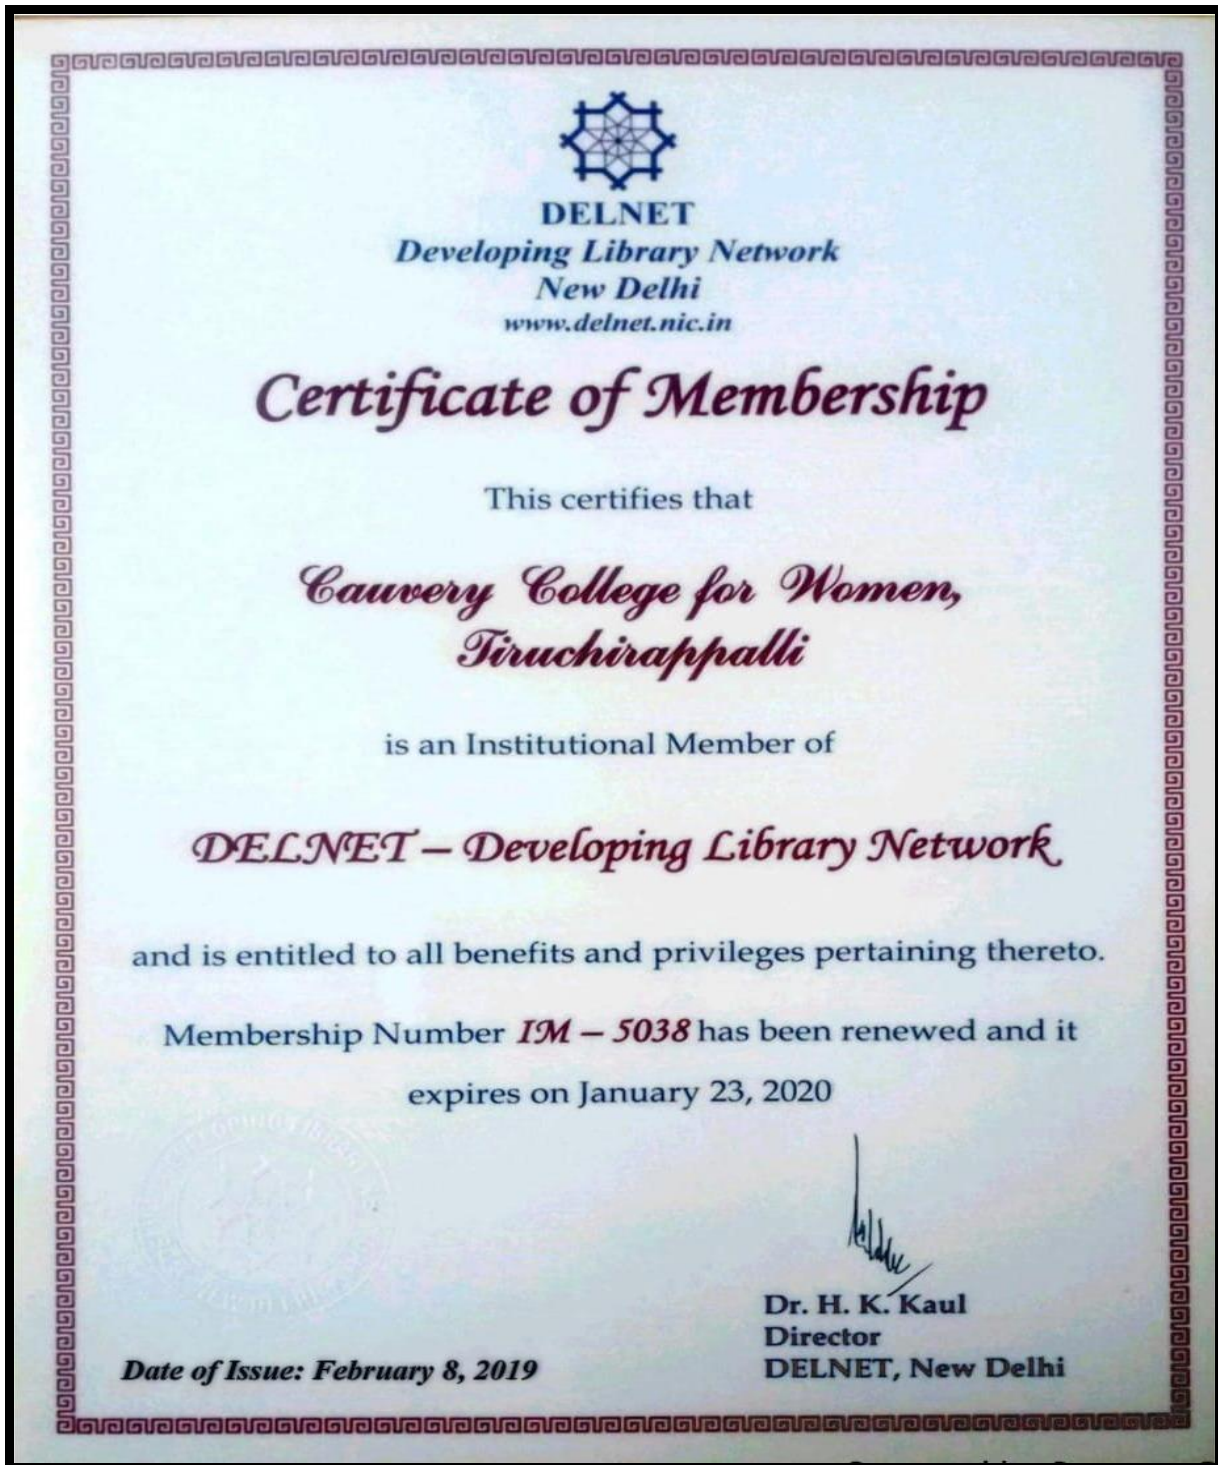 DELNET
Developing Library Network
New Delhi
www.delnet.nic.in
Certificate of Membership
This certifies that
Cauvery College for Women,
Tiruchirappalli
is an Institutional Member of
DELNET – Developing Library Network
and is entitled to all benefits and privileges pertaining thereto.
Membership Number IM – 5038 has been renewed and it
expires on January 23, 2020
Dr. H. K. Kaul
Director
DELNET, New Delhi
Date of Issue: February 8, 2019